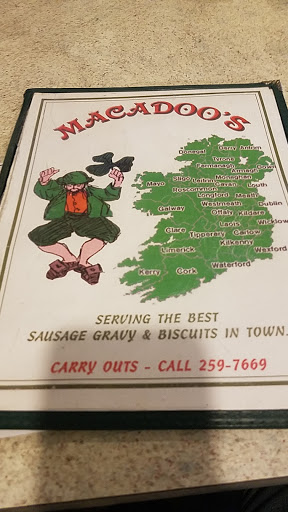 MACADOO'S
Derry Antrim
Donegal
Tyrone
Fermanagh
Down
Armagh
Monaghan
Sligo Leitrim
Cavan Louth
Mayo
Roscommon
Longford Meath
Westmeath Dublin
Galway
Offaly Kildare
Laois Wicklow
Clare Tipperary Carlow
Kilkenny
Limerick Wexford
Waterford
Kerry Cork
SERVING THE BEST
SAUSAGE GRAVY & BISCUITS IN TOWN.
CARRY OUTS - CALL 259-7669